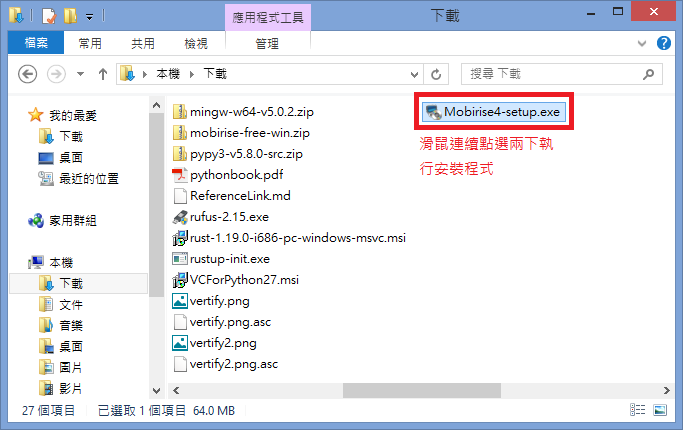 應用程式工具
下載
檔案
常用
共用
檢視
管理
本機
下載
搜尋 下載
我的最愛
下載
桌面
最近的位置
家用群組
本機
下載
文件
音樂
桌面
圖片
影片
mingw-w64-v5.0.2.zip
mobirise-free-win.zip
pypy3-v5.8.0-src.zip
pythonbook.pdf
ReferenceLink.md
rufus-2.15.exe
rust-1.19.0-i686-pc-windows-msvc.msi
rustup-init.exe
VCForPython27.msi
vertify.png
vertify.png.asc
vertify2.png
vertify2.png.asc
Mobirise4-setup.exe
滑鼠連續點選兩下執
行安裝程式
27 個項目
已選取 1 個項目 64.0 MB